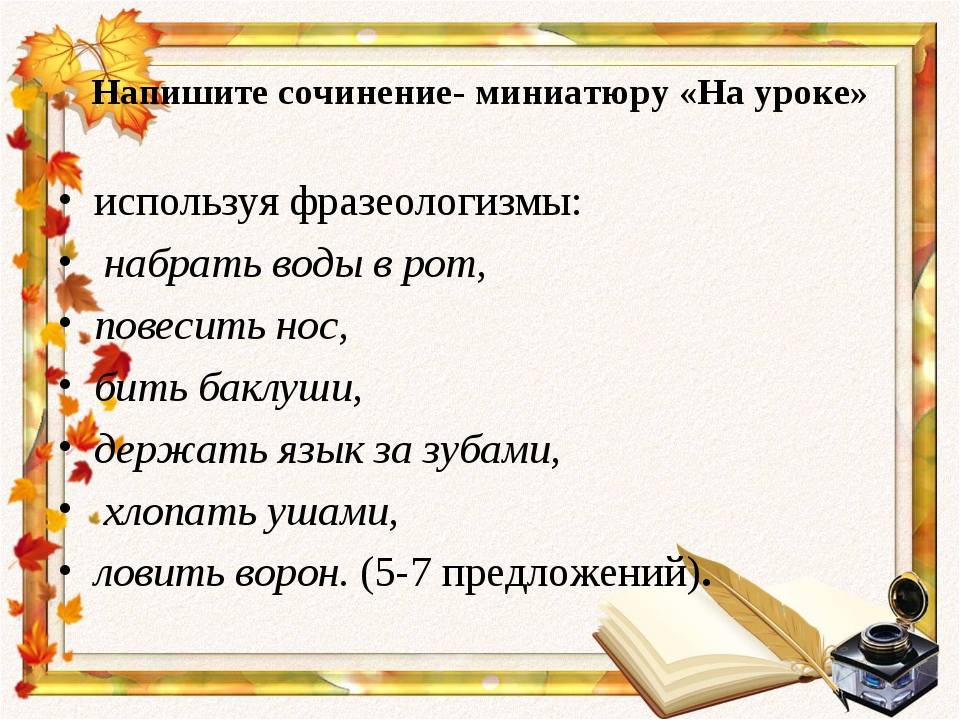 Напишите сочинение- миниатюру «На уроке»
• используя фразеологизмы:
• набрать воды в рот,
• повесить нос,
• бить баклуши,
• держать язык за зубами,
• хлопать ушами,
• ловить ворон. (5-7 предложений).